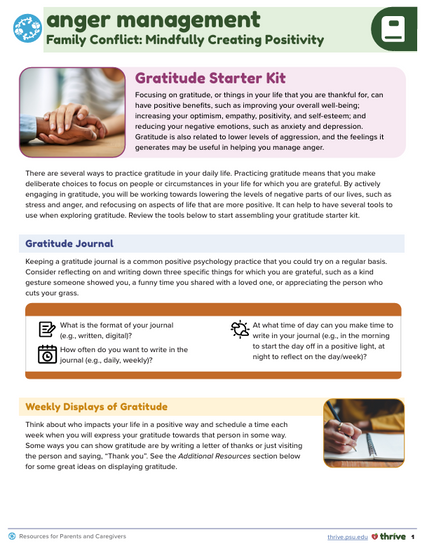 anger management
Family Conflict: Mindfully Creating Positivity
Gratitude Starter Kit
Focusing on gratitude, or things in your life that you are thankful for, can
have positive benefits, such as improving your overall well-being;
increasing your optimism, empathy, positivity, and self-esteem; and
reducing your negative emotions, such as anxiety and depression.
Gratitude is also related to lower levels of aggression, and the feelings it
generates may be useful in helping you manage anger.
There are several ways to practice gratitude in your daily life. Practicing gratitude means that you make
deliberate choices to focus on people or circumstances in your life for which you are grateful. By actively
engaging in gratitude, you will be working towards lowering the levels of negative parts of our lives, such as
stress and anger, and refocusing on aspects of life that are more positive. It can help to have several tools to
use when exploring gratitude. Review the tools below to start assembling your gratitude starter kit.
Gratitude Journal
Keeping a gratitude journal is a common positive psychology practice that you could try on a regular basis.
Consider reflecting on and writing down three specific things for which you are grateful, such as a kind
gesture someone showed you, a funny time you shared with a loved one, or appreciating the person who
cuts your grass.
What is the format of your journal
(e.g., written, digital)?
How often do you want to write in the
journal (e.g., daily, weekly)?
At what time of day can you make time to
write in your journal (e.g., in the morning
to start the day off in a positive light, at
night to reflect on the day/week)?
Weekly Displays of Gratitude
Think about who impacts your life in a positive way and schedule a time each
week when you will express your gratitude towards that person in some way.
Some ways you can show gratitude are by writing a letter of thanks or just visiting
the person and saying, “Thank you”. See the Additional Resources section below
for some great ideas on displaying gratitude.
Resources for Parents and Caregivers
thrive.psu.edu thrive 1